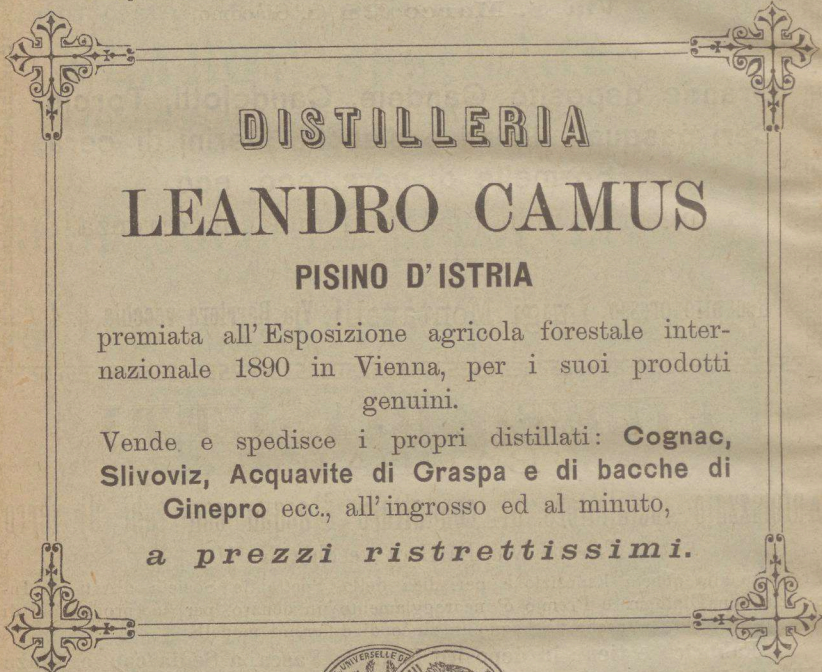 DISTILLERIA
LEANDRO CAMUS
PISINO D'ISTRIA
premiata all'Esposizione agricola forestale inter-
nazionale 1890 in Vienna, per i suoi prodotti
genuini.
Vende e spedisce i propri distillati: Cognac,
Slivoviz, Acquavite di Graspa e di bacche di
Ginepro ecc., all'ingrosso ed al minuto,
a prezzi ristrettissimi.
UNIVERSELLE